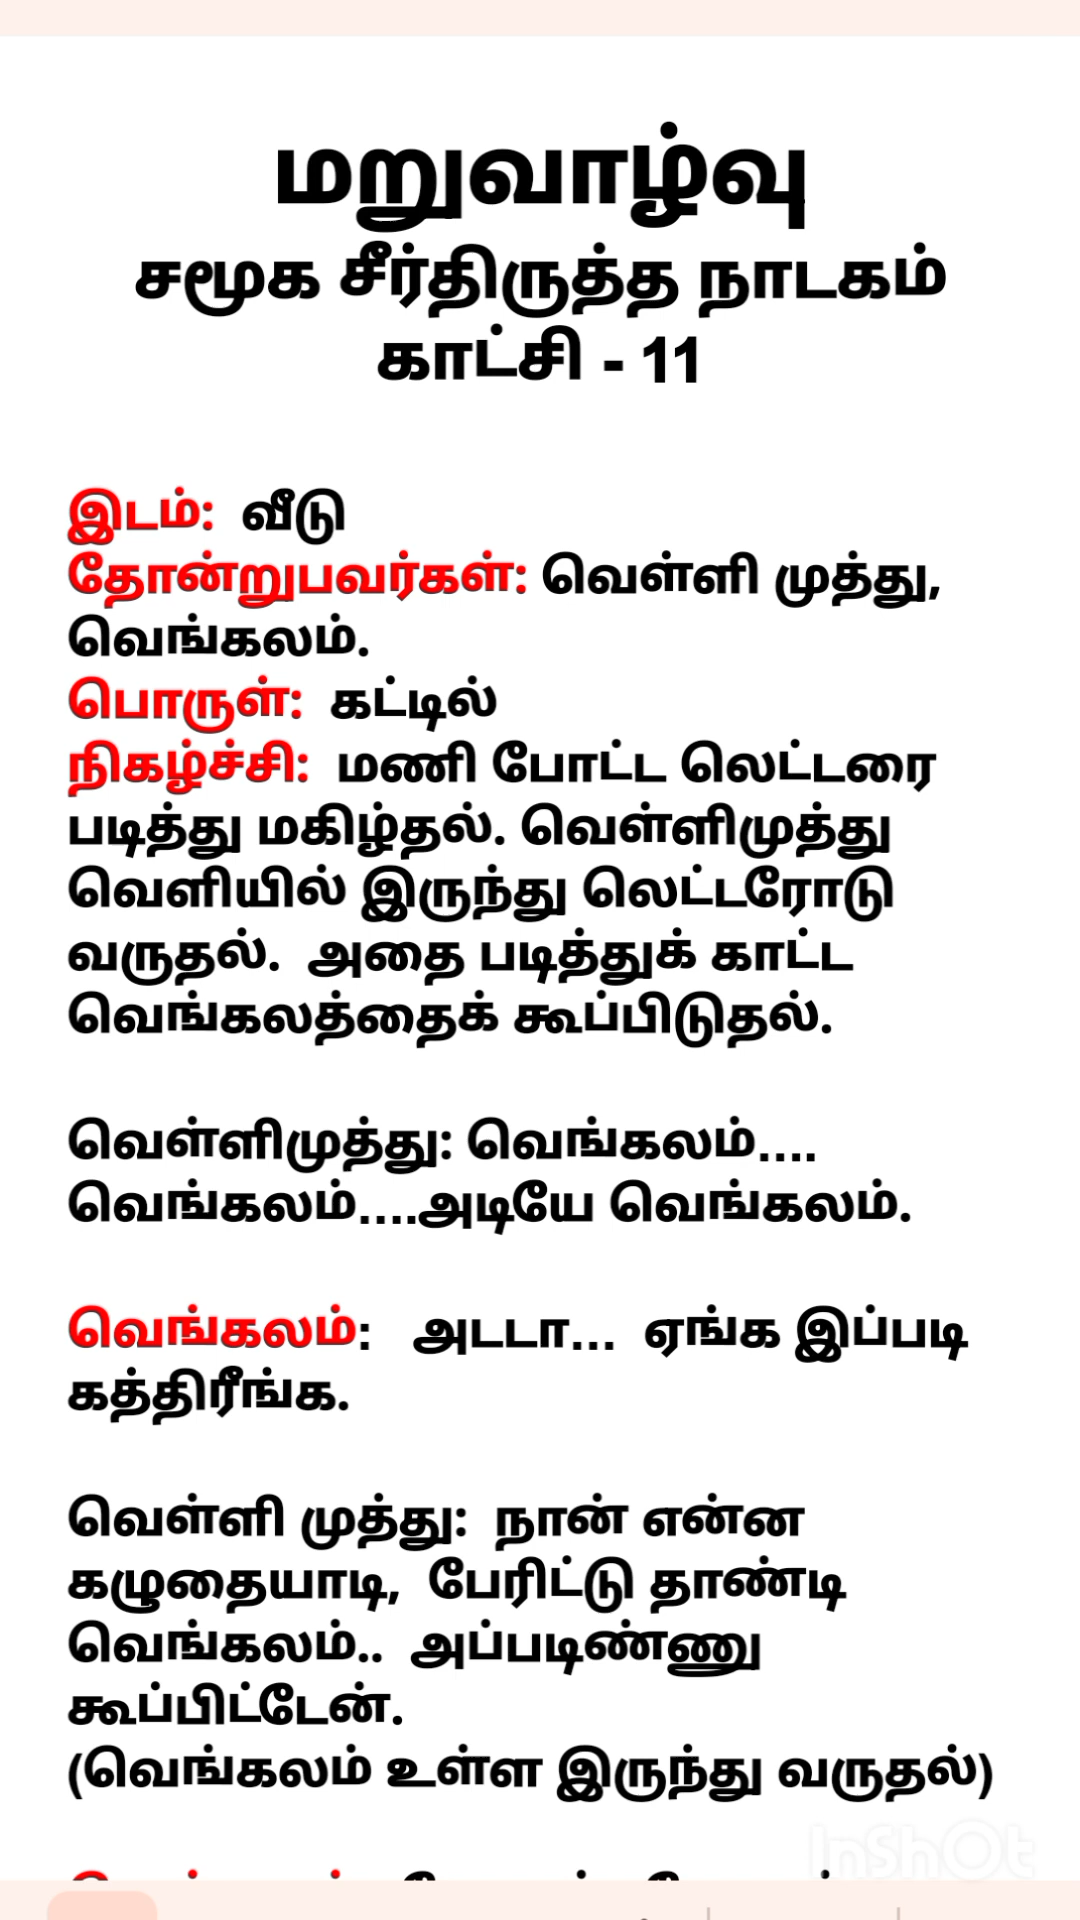 மறுவாழ்வு
சமூக சீர்திருத்த நாடகம்
காட்சி - 11
இடம்: வீடு
தோன்றுபவர்கள்: வெள்ளி முத்து,
வெங்கலம்.
பொருள்: கட்டில்
நிகழ்ச்சி: மணி போட்ட லெட்டரை
படித்து மகிழ்தல். வெள்ளிமுத்து
வெளியில் இருந்து லெட்டரோடு
வருதல். அதை படித்துக் காட்ட
வெங்கலத்தைக் கூப்பிடுதல்.
வெள்ளிமுத்து: வெங்கலம்....
வெங்கலம்....அடியே வெங்கலம்.
வெங்கலம்: அடடா... ஏங்க இப்படி
கத்திரீங்க.
வெள்ளி முத்து: நான் என்ன
கழுதையாடி, பேரிட்டு தாண்டி
வெங்கலம்.. அப்படிண்ணு
கூப்பிட்டேன்.
(வெங்கலம் உள்ள இருந்து வருதல்)
InShOt